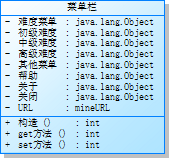 菜单栏
- 难度菜单 : java.lang.Object
- 初级难度 : java.lang.Object
- 中级难度 : java.lang.Object
- 高级难度 : java.lang.Object
- 其他菜单 : java.lang.Object
- 帮助 : java.lang.Object
- 关于 : java.lang.Object
- 关闭 : java.lang.Object
- URL : mineURL
+ 构造 () : int
+ get方法 () : int
+ set方法 () : int